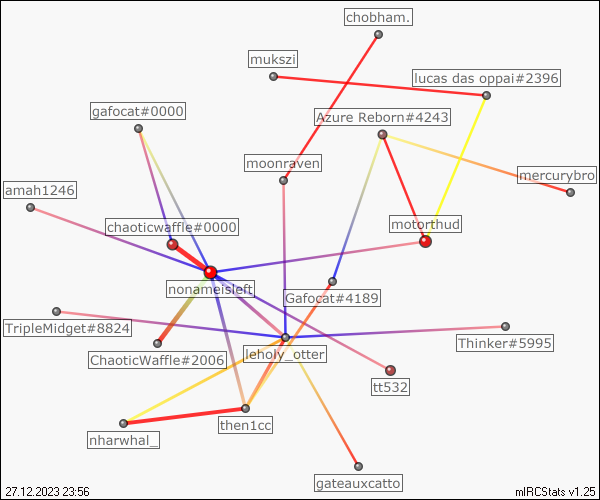 chobham.
mukszi
lucas das oppai#2396
gafocat#0000
Azure Reborn#4243
moonraven
mercurybro
amah1246
chaoticwaffle#0000
motorthud
nonameisleft
Gafocat#4189
TripleMidget#8824
Thinker#5995
leholy_otter
ChaoticWaffle#2006
tt532
then1cc
nharwhal_
gateauxcatto
27.12.2023 23:56
mIRCStats v1.25